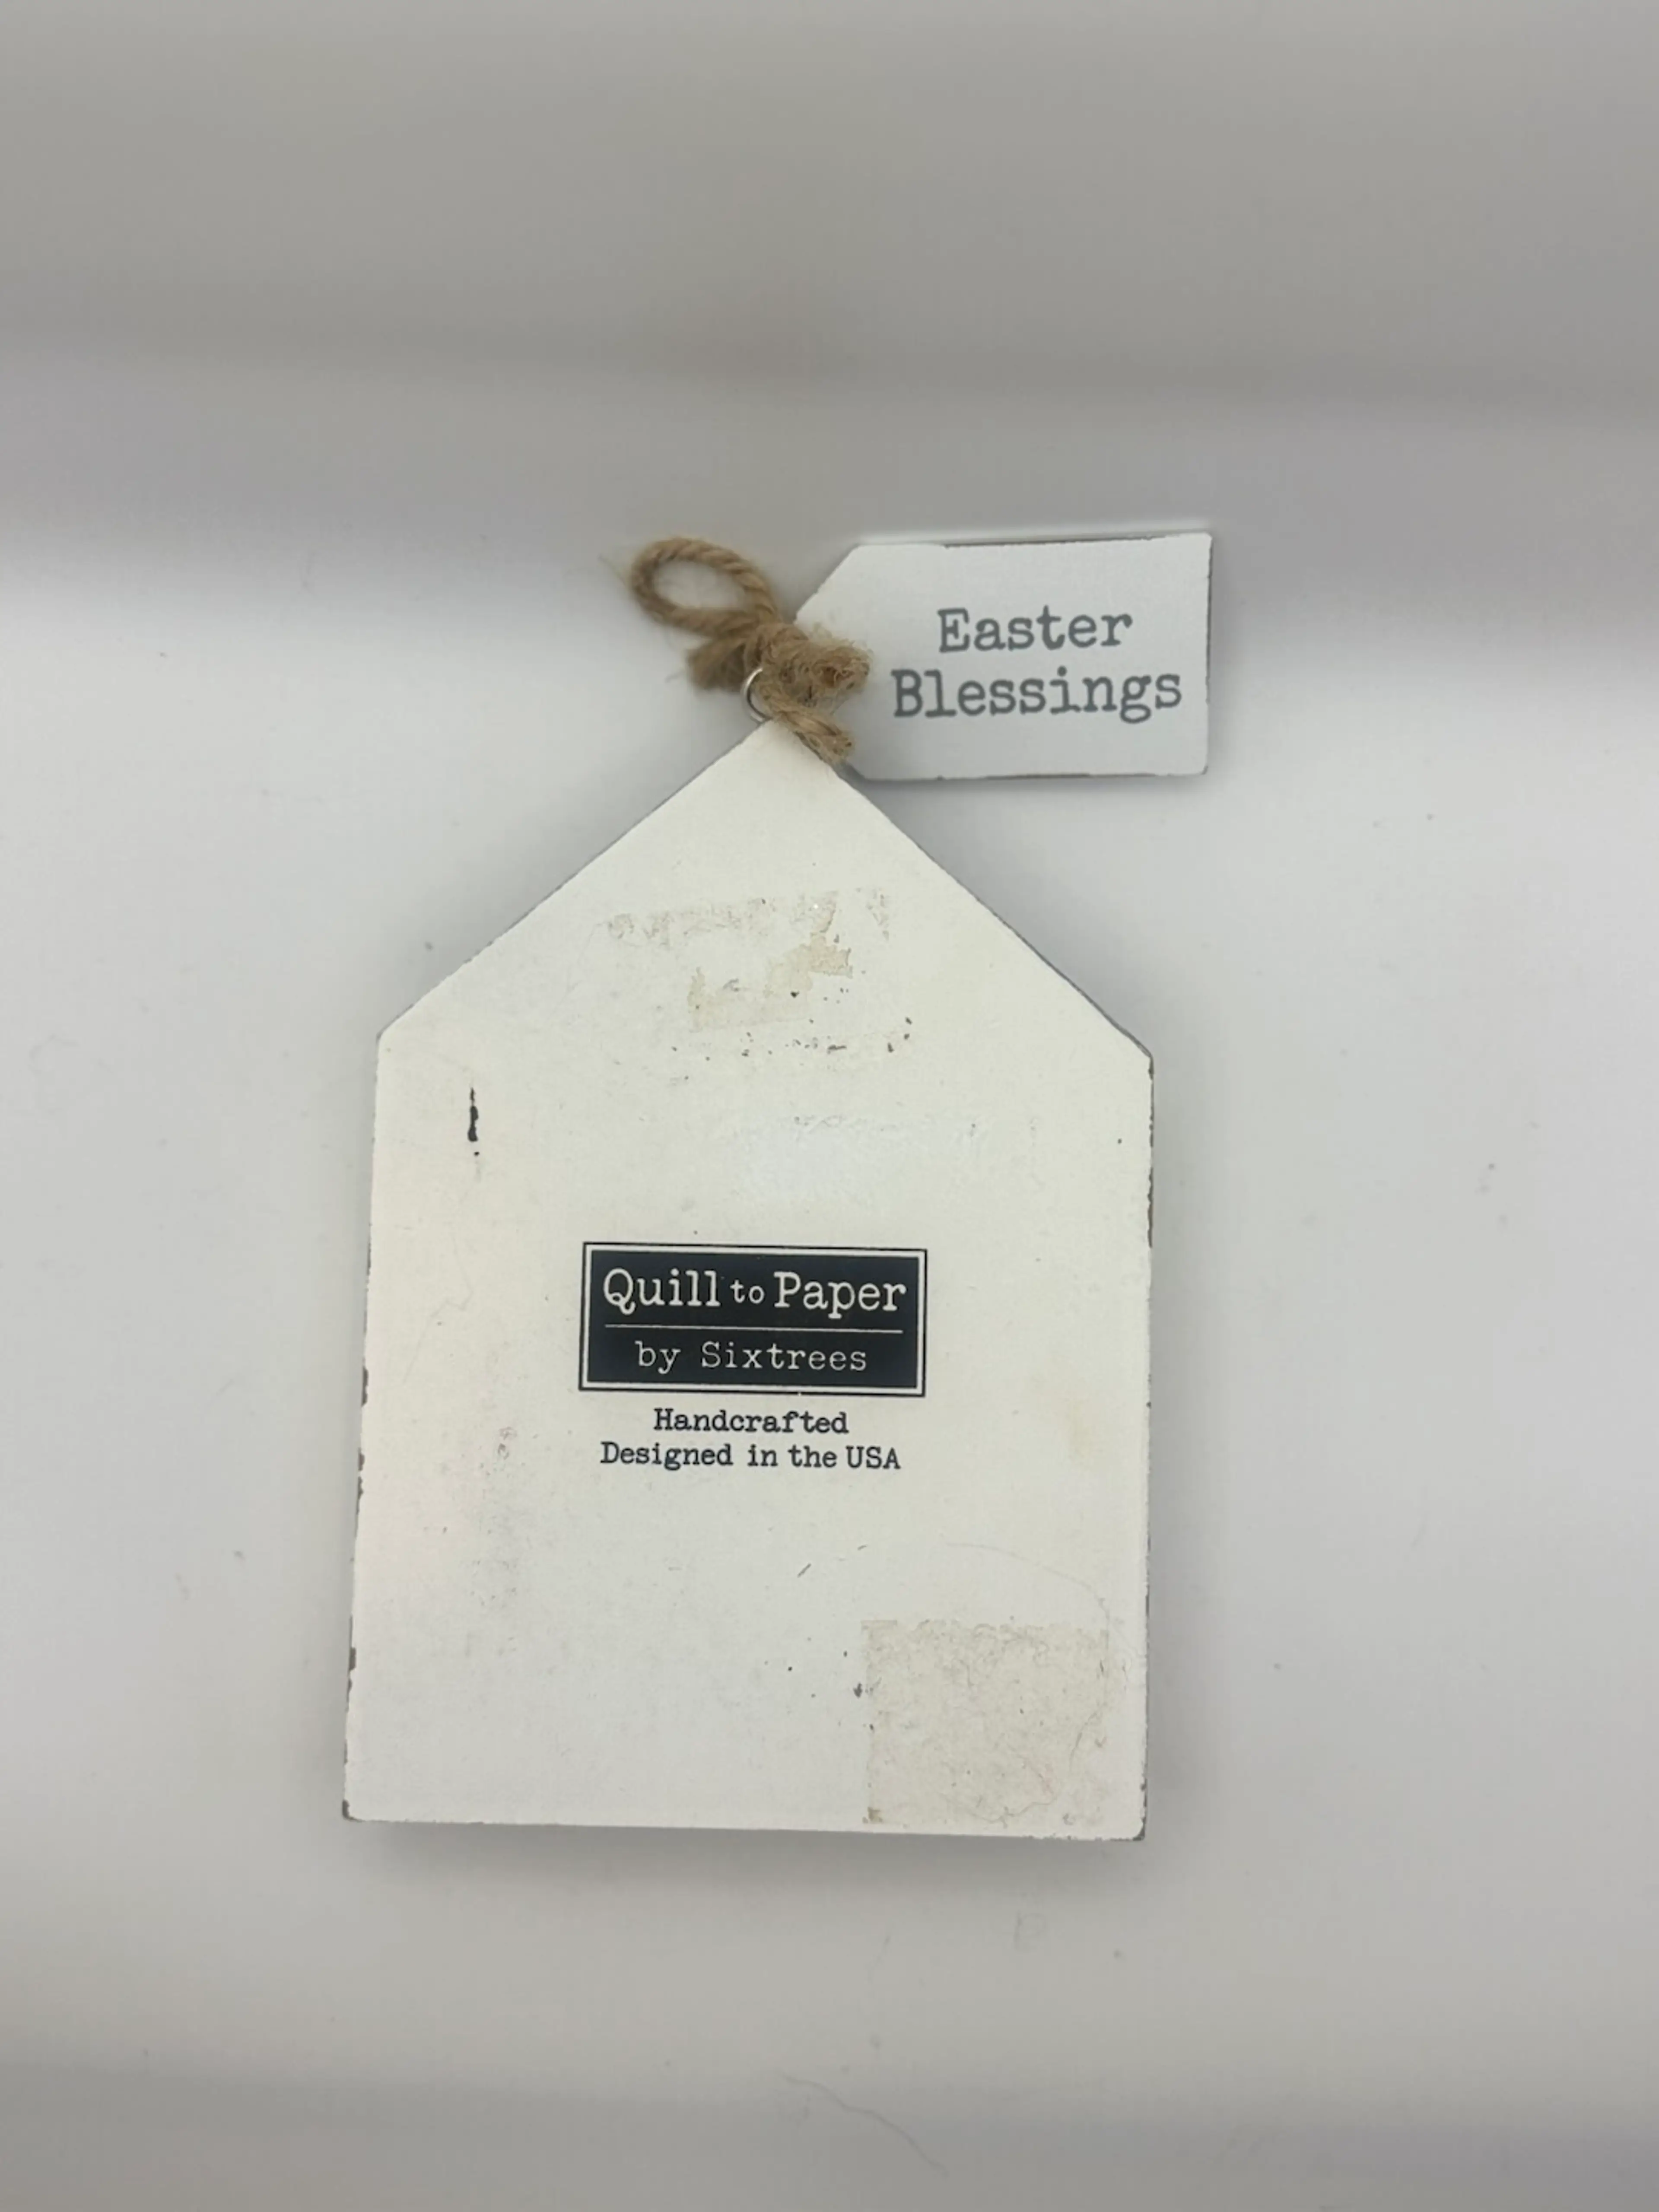 Easter
Blessings
Quill to Paper
by Sixtrees
Handcrafted
Designed in the USA